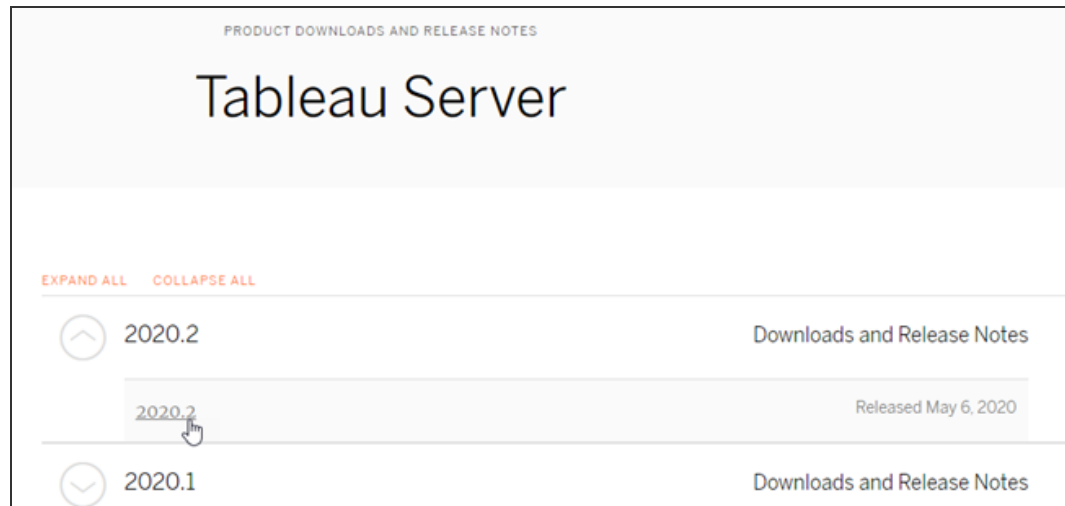 PRODUCT DOWNLOADS AND RELEASE NOTES
Tableau Server
EXPAND ALL COLLAPSE ALL
2020.2 Downloads and Release Notes
2020.2 Released May 6, 2020
2020.1 Downloads and Release Notes